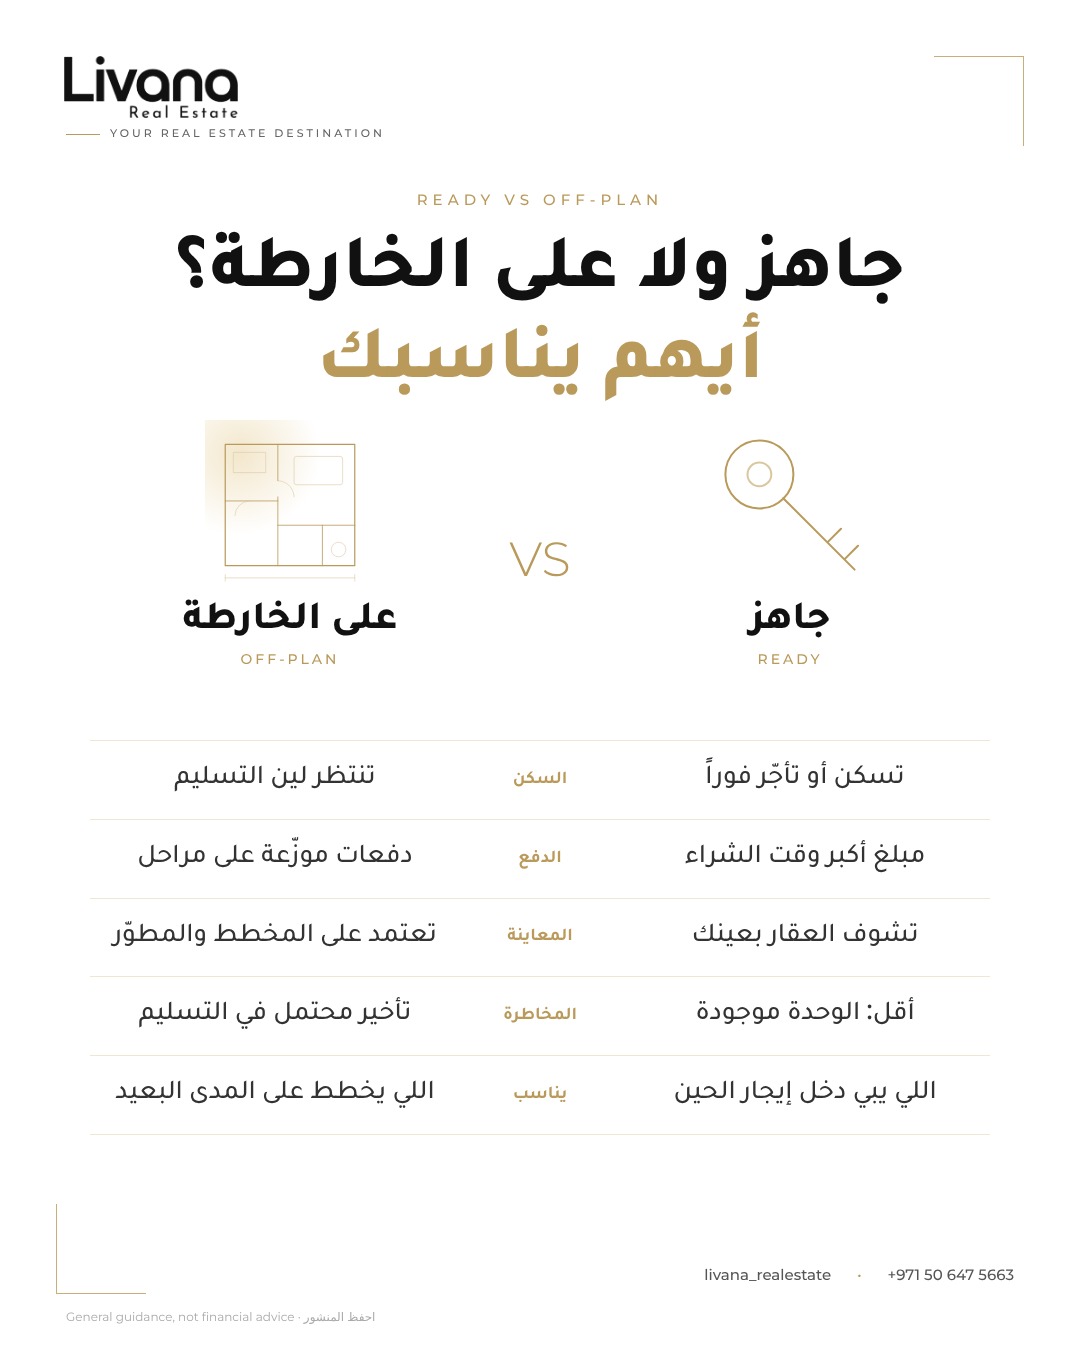 Livana
Real Estate
YOUR REAL ESTATE DESTINATION
READY VS OFF-PLAN
جاهز ولا على الخارطة؟
أيهم يناسبك
VS
جاهز
READY
على الخارطة
OFF-PLAN
تسكن أو تأجّر فوراً السكن تنتظر لين التسليم
مبلغ أكبر وقت الشراء الدفع دفعات موزّعة على مراحل
تشوف العقار بعينك المعاينة تعتمد على المخطط والمطوّر
أقل: الوحدة موجودة المخاطرة تأخير محتمل في التسليم
اللي يبي دخل إيجار الحين يناسب اللي يخطط على المدى البعيد
livana_realestate · +971 50 647 5663
General guidance, not financial advice · احفظ المنشور